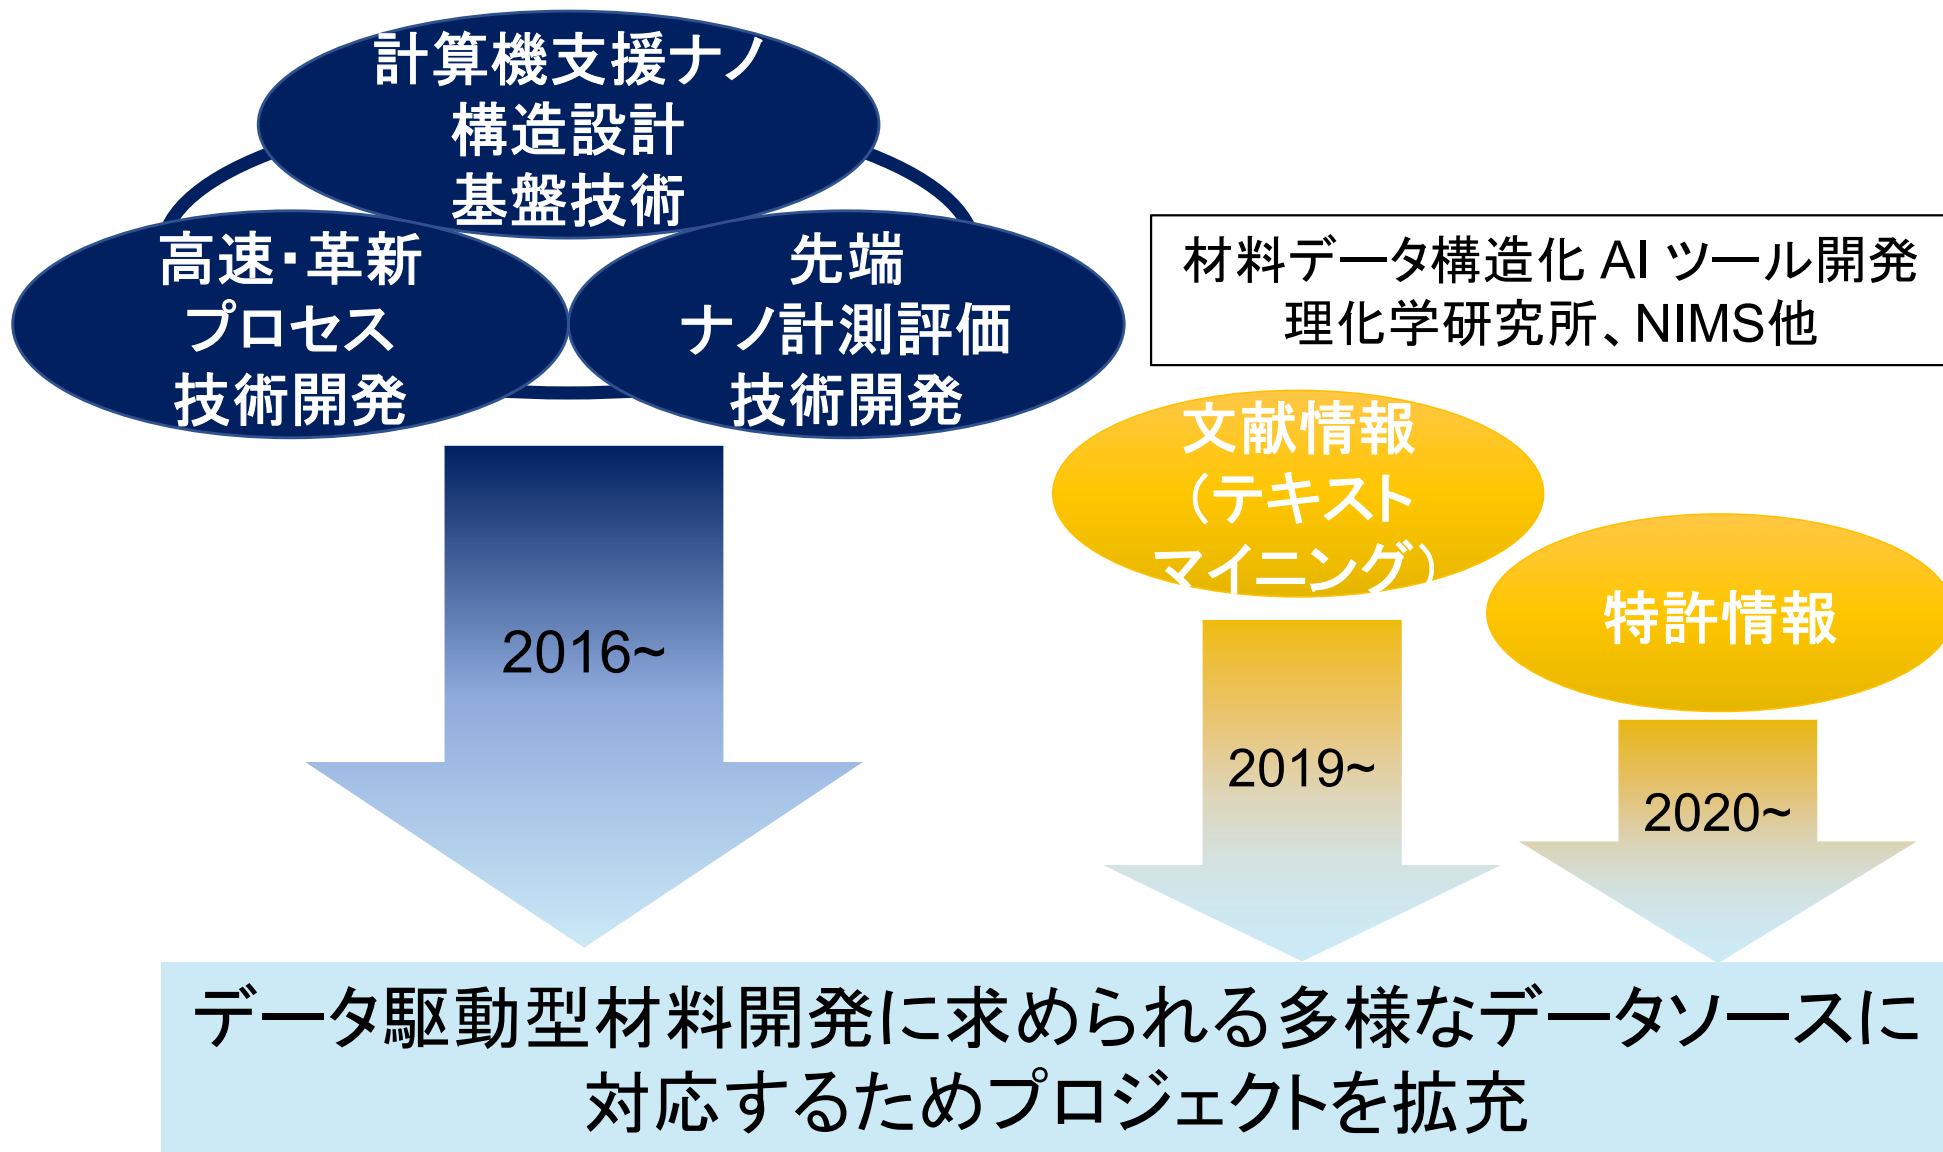 計算機支援ナノ
構造設計
基盤技術
高速・革新
プロセス
技術開発
先端
ナノ計測評価
技術開発
材料データ構造化 AI ツール開発
理化学研究所、NIMS他
文献情報
（テキスト
マイニング）
特許情報
2016~
2019~
2020~
データ駆動型材料開発に求められる多様なデータソースに
対応するためプロジェクトを拡充